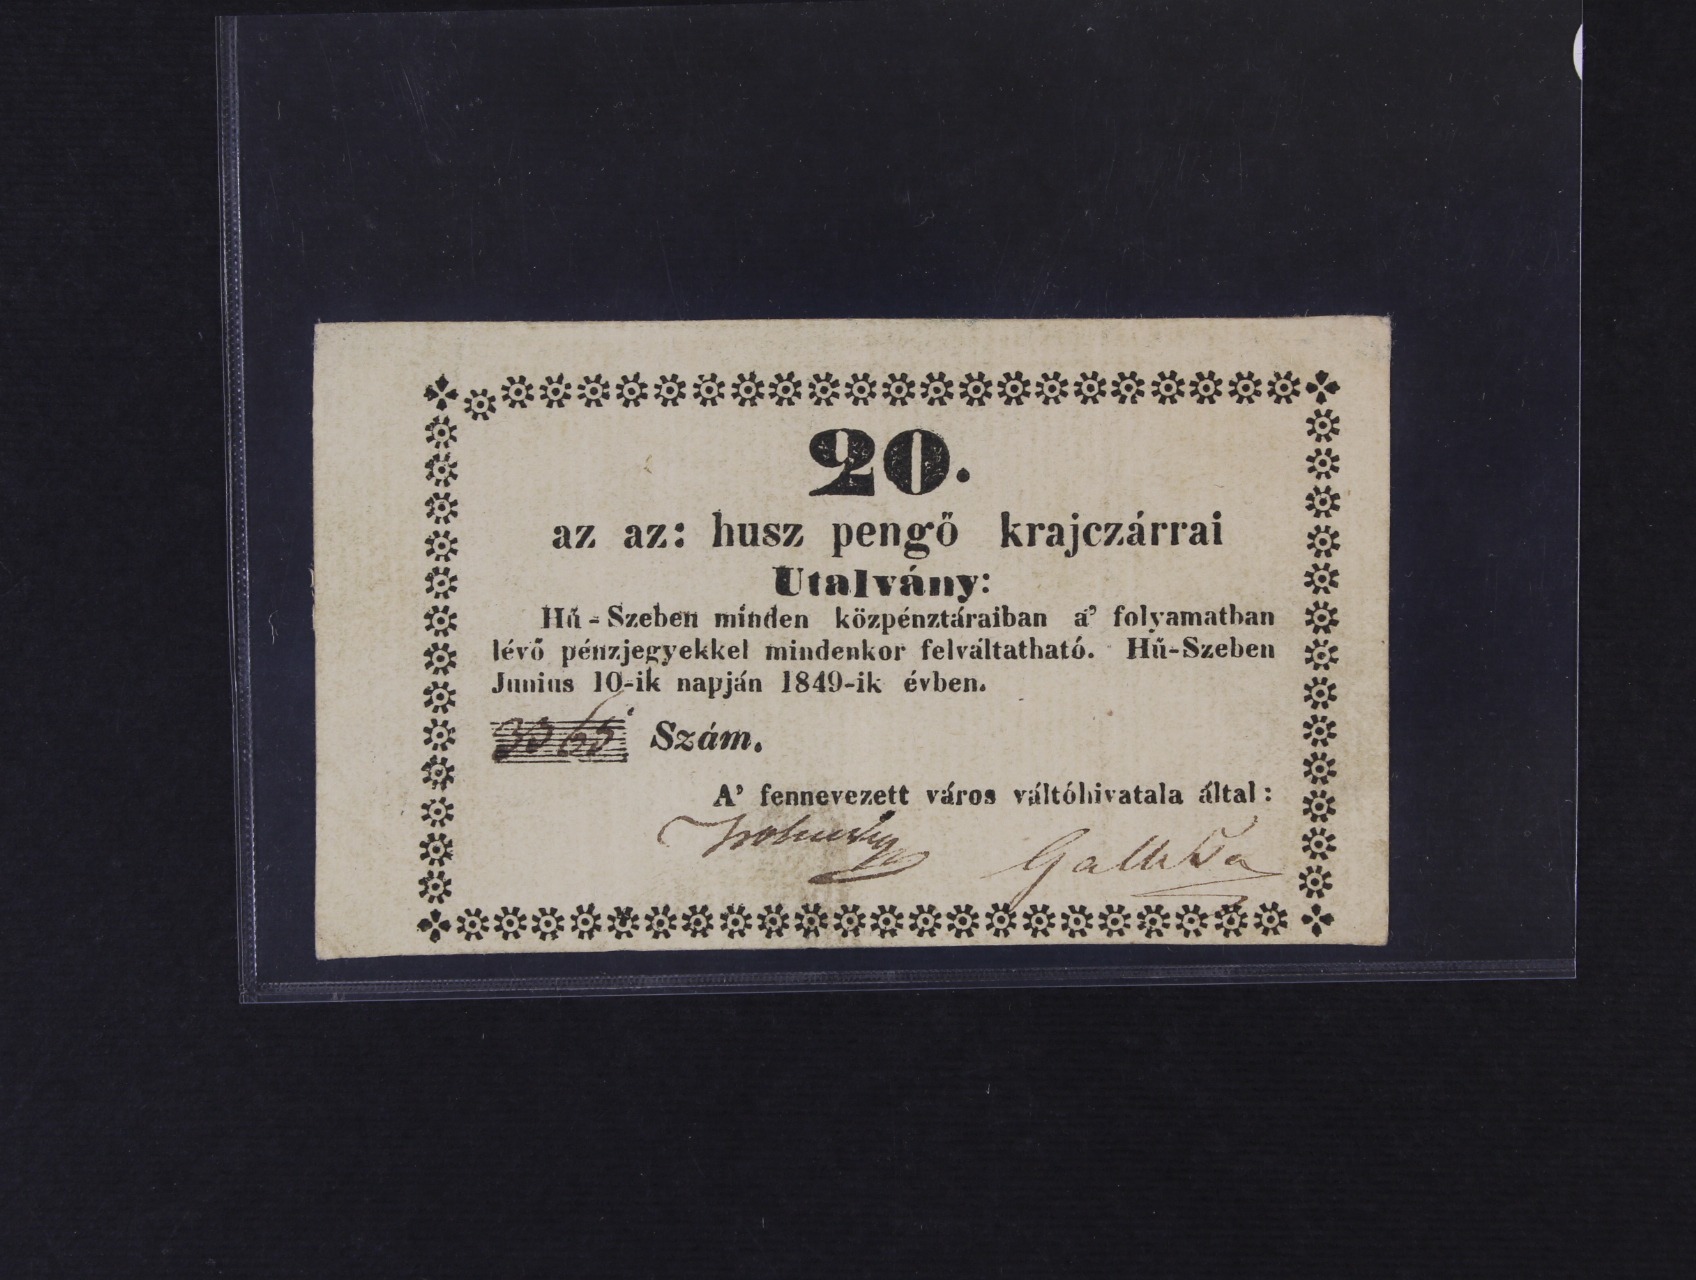 20.
az az: husz pengő krajczárrai
Utalvány:
Hű-Szeben minden közpénztáraiban a' folyamatban
lévő pénzjegyekkel mindenkor felváltatható. Hű-Szeben
Junius 10-ik napján 1849-ik évben.
Szám.
A' fennevezett város váltóhivatala által: